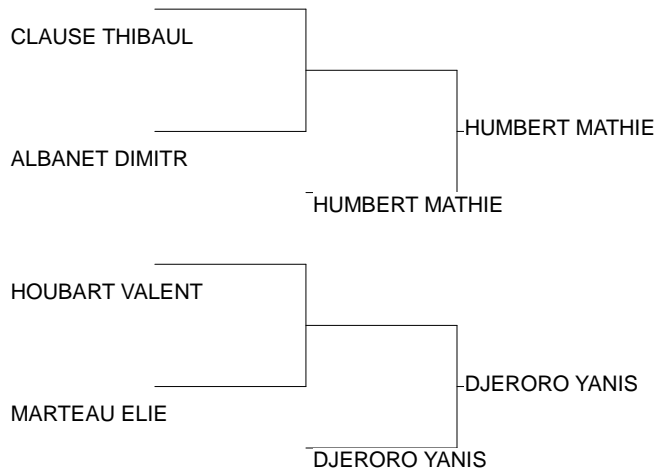 CLAUSE THIBAUL
HUMBERT MATHIE
ALBANET DIMITR
HUMBERT MATHIE
HOUBART VALENT
DJERORO YANIS
MARTEAU ELIE
DJERORO YANIS